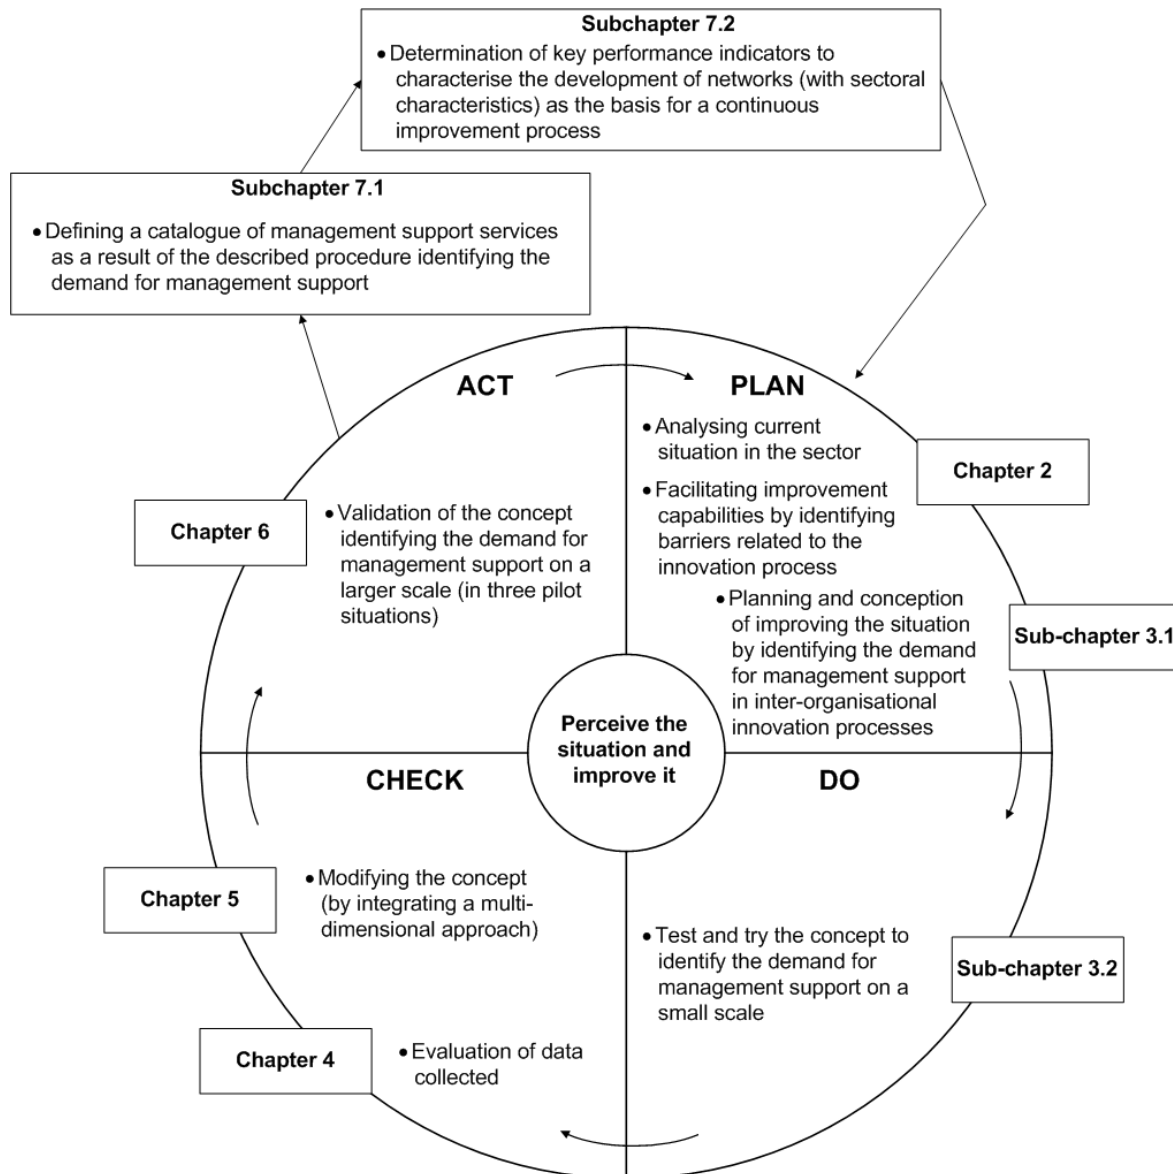 Subchapter 7.2
• Determination of key performance indicators to
characterise the development of networks (with sectoral
characteristics) as the basis for a continuous
improvement process
Subchapter 7.1
• Defining a catalogue of management support services
as a result of the described procedure identifying the
demand for management support
ACT
PLAN
• Analysing current
situation in the sector
Chapter 2
• Facilitating improvement
capabilities by identifying
barriers related to the
innovation process
Chapter 6
• Validation of the concept
identifying the demand for
management support on a
larger scale (in three pilot
situations)
• Planning and conception
of improving the situation
by identifying the demand
for management support
in inter-organisational
innovation processes
Sub-chapter 3.1
Perceive the
situation and
improve it
CHECK
DO
Chapter 5
• Modifying the concept
(by integrating a multi-
dimensional approach)
• Test and try the concept to
identify the demand for
management support on a
small scale
Sub-chapter 3.2
Chapter 4
• Evaluation of data
collected